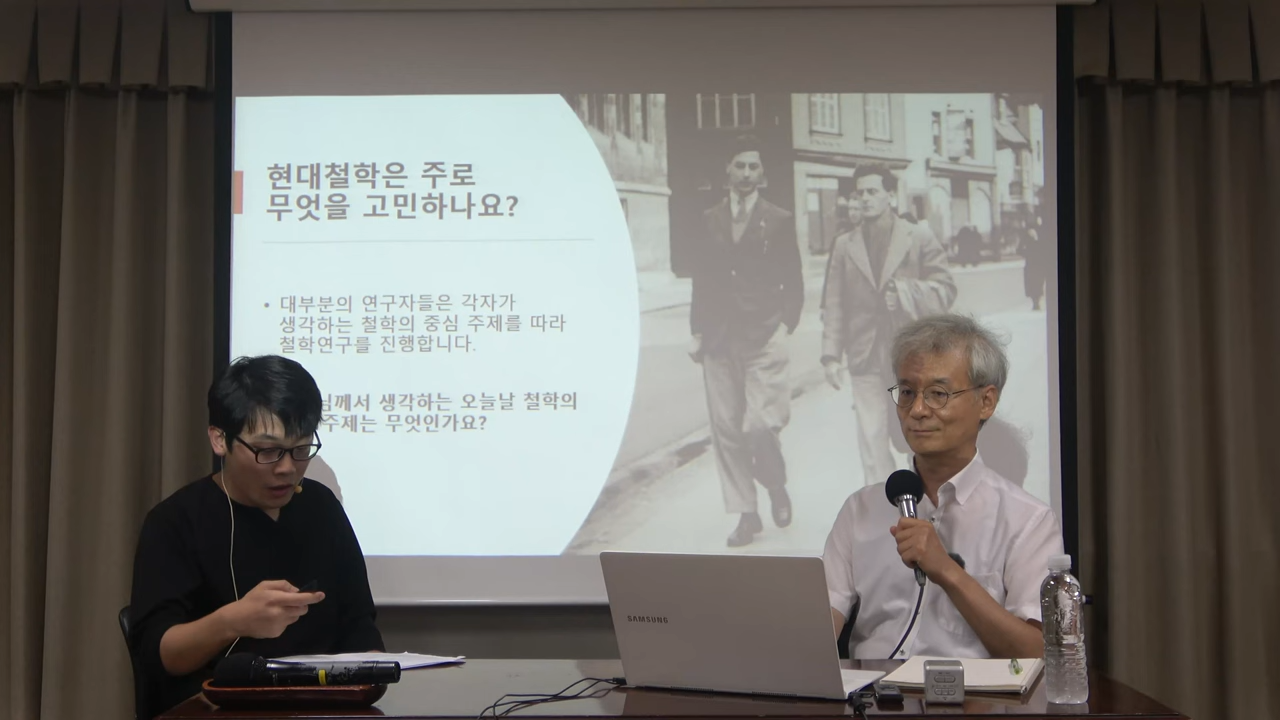 현대철학은 주로
무엇을 고민하나요?
• 대부분의 연구자들은 각자가
생각하는 철학의 중심 주제를 따라
철학연구를 진행합니다.
님께서 생각하는 오늘날 철학의
주제는 무엇인가요?
SAMSUNG